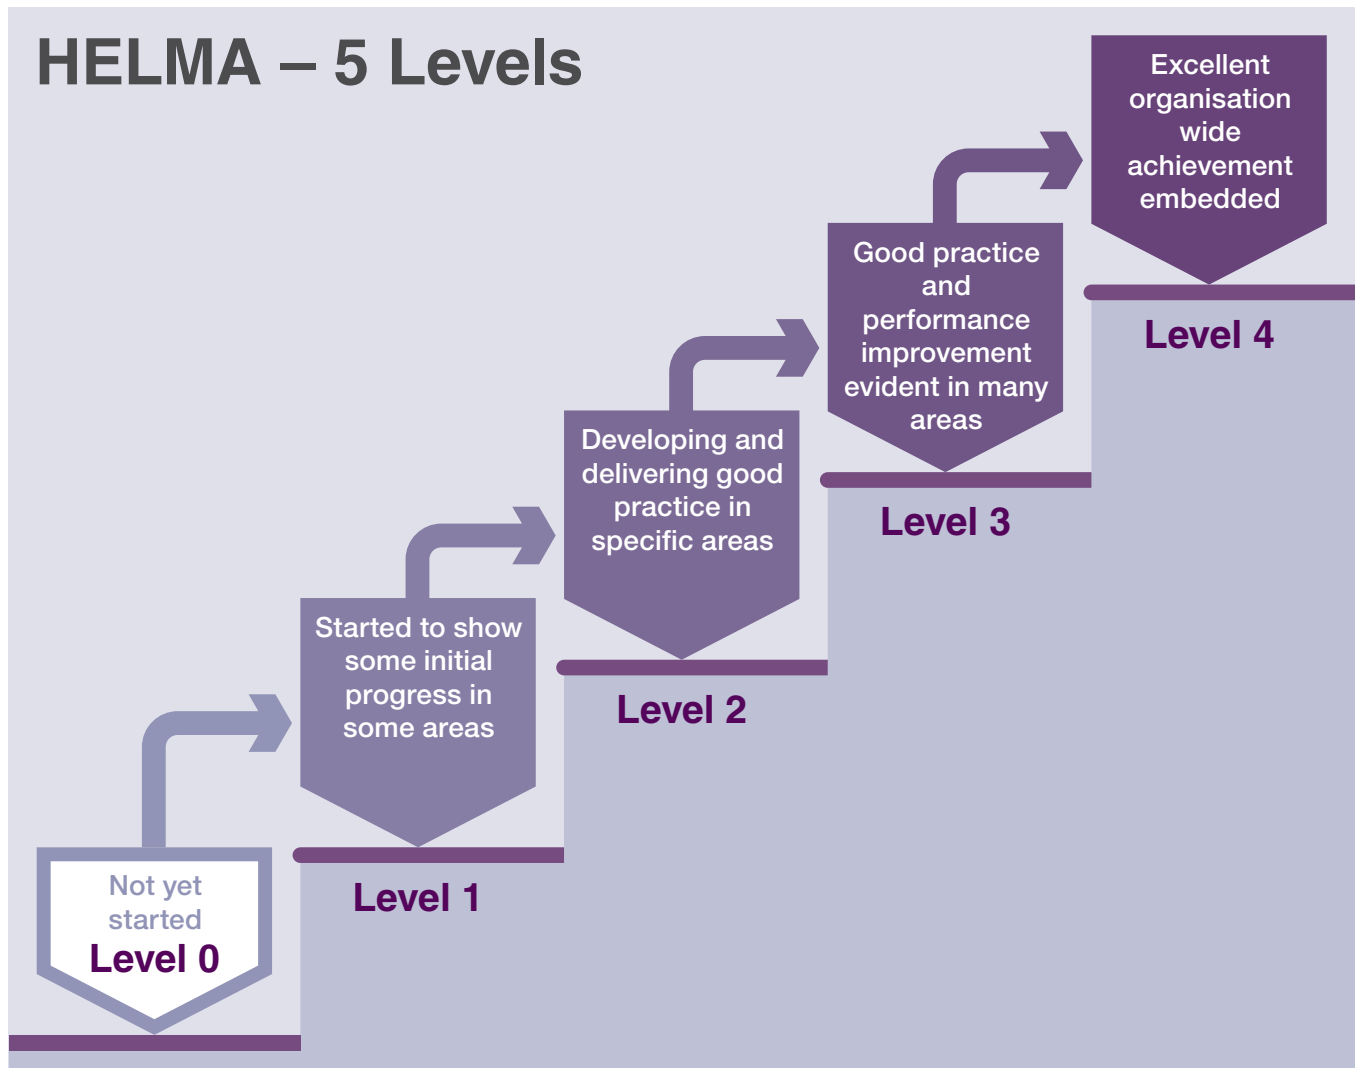 HELMA – 5 Levels
Not yet
started
Level 0
Started to show
some initial
progress in
some areas
Level 1
Developing and
delivering good
practice in
specific areas
Level 2
Good practice
and
performance
improvement
evident in many
areas
Level 3
Excellent
organisation
wide
achievement
embedded
Level 4